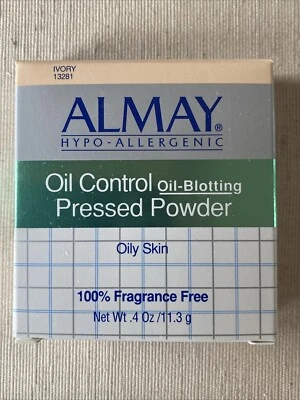 IVORY
13281
ALMAY®
HYPO-ALLERGENIC
Oil Control Oil-Blotting
Pressed Powder
Oily Skin
100% Fragrance Free
Net Wt .4 Oz/11.3 g